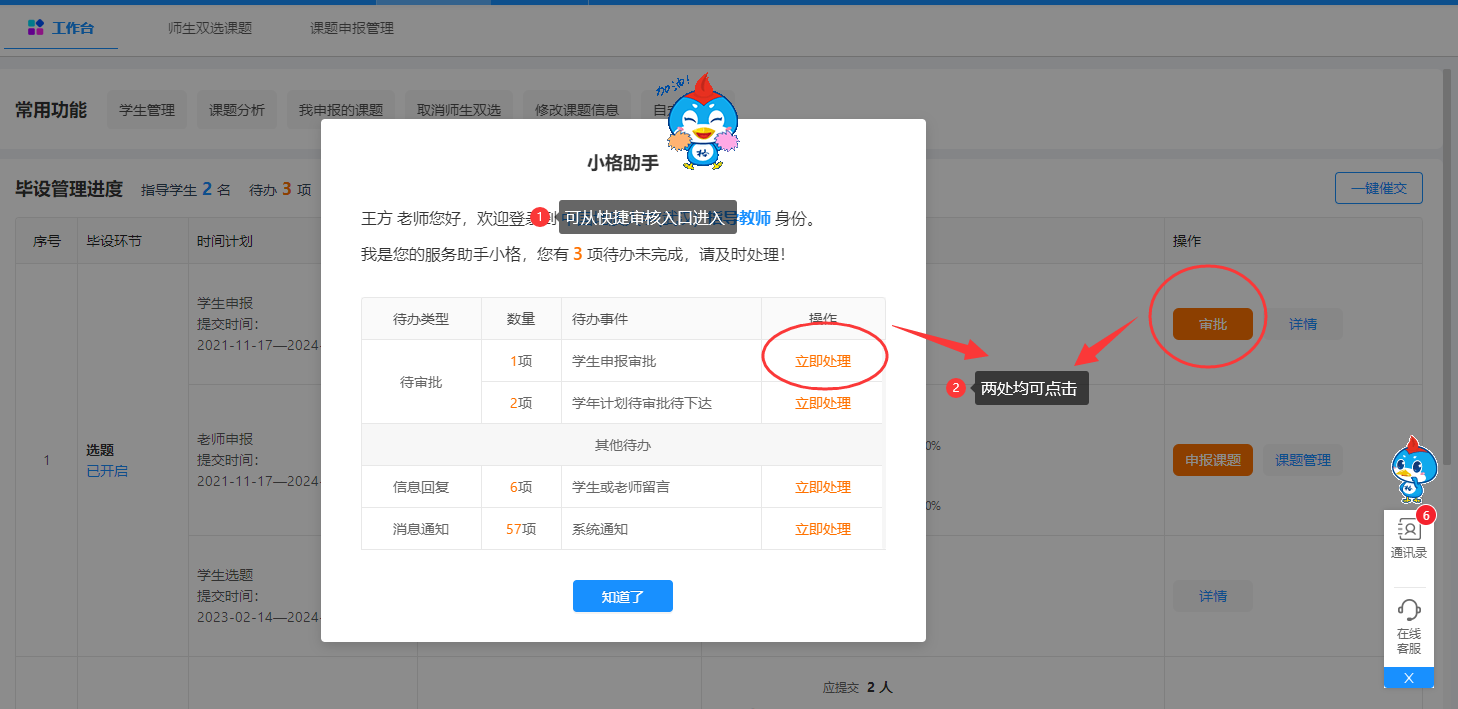 工作台 师生双选课题 课题申报管理
加油!
常用功能 学生管理 课题分析 我申报的课题 取消师生双选 修改课题信息
小格助手
毕设管理进度 指导学生 2 名 待办 3 项
一键催交
王方 老师您好，欢迎登录到
1 可从快捷审核入口进入
导教师 身份。
我是您的服务助手小格，您有 3 项待办未完成，请及时处理！
序号 毕设环节 时间计划 操作
待办类型 数量 待办事件 操作
待审批 1项 学生申报审批 立即处理
2项 学年计划待审批待下达 立即处理
其他待办
信息回复 6项 学生或老师留言 立即处理
消息通知 57项 系统通知 立即处理
知道了
2 两处均可点击
1
选题
已开启
学生申报
提交时间：
2021-11-17—2024-
审批 详情
老师申报
提交时间：
2021-11-17—2024-
0%
0%
申报课题 课题管理
学生选题
提交时间：
2023-02-14—2024-
详情
应提交 2 人
格
格
6
通讯录
在线
客服
X